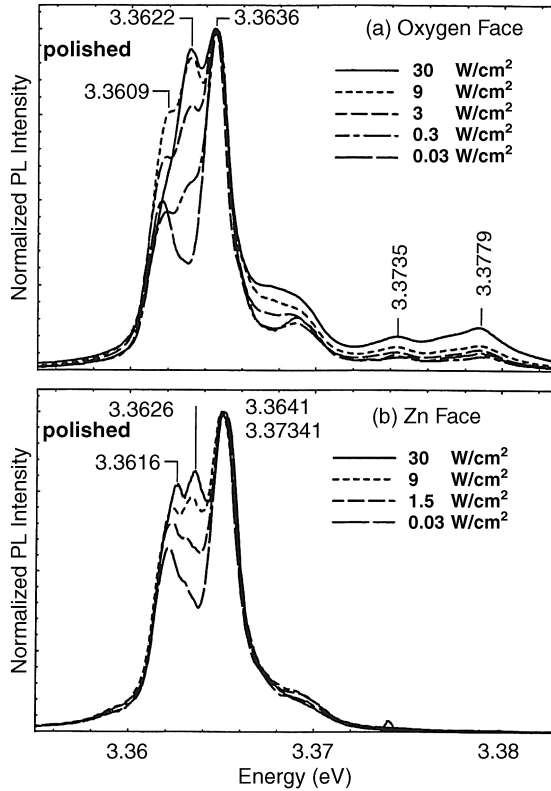 3.3622
3.3636
(a) Oxygen Face
polished
3.3609
30 W/cm²
9 W/cm²
3 W/cm²
0.3 W/cm²
0.03 W/cm²
Normalized PL Intensity
3.3735
3.3779
3.3626
3.3641
(b) Zn Face
polished
3.37341
3.3616
30 W/cm²
9 W/cm²
1.5 W/cm²
0.03 W/cm²
Normalized PL Intensity
3.36
3.37
3.38
Energy (eV)